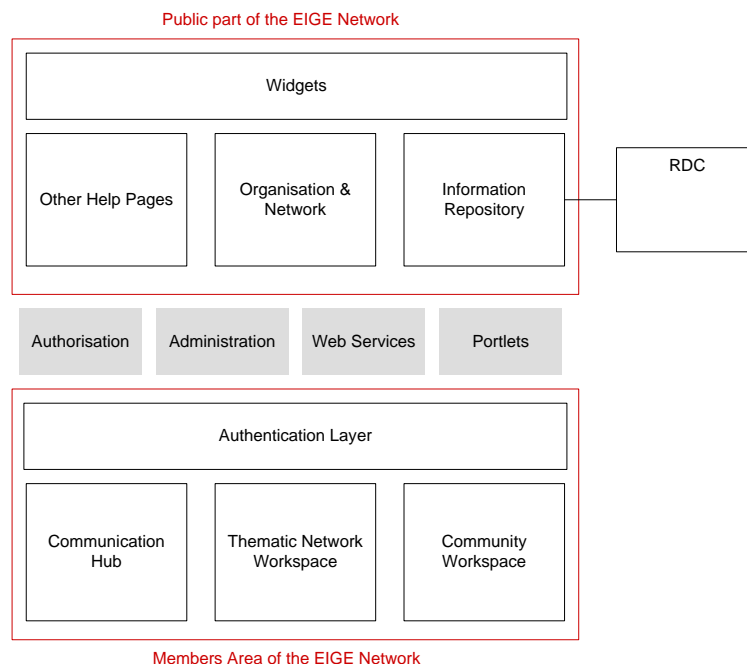 Public part of the EIGE Network
Widgets
Other Help Pages
Organisation &
Network
Information
Repository
RDC
Authorisation
Administration
Web Services
Portlets
Authentication Layer
Communication
Hub
Thematic Network
Workspace
Community
Workspace
Members Area of the EIGE Network